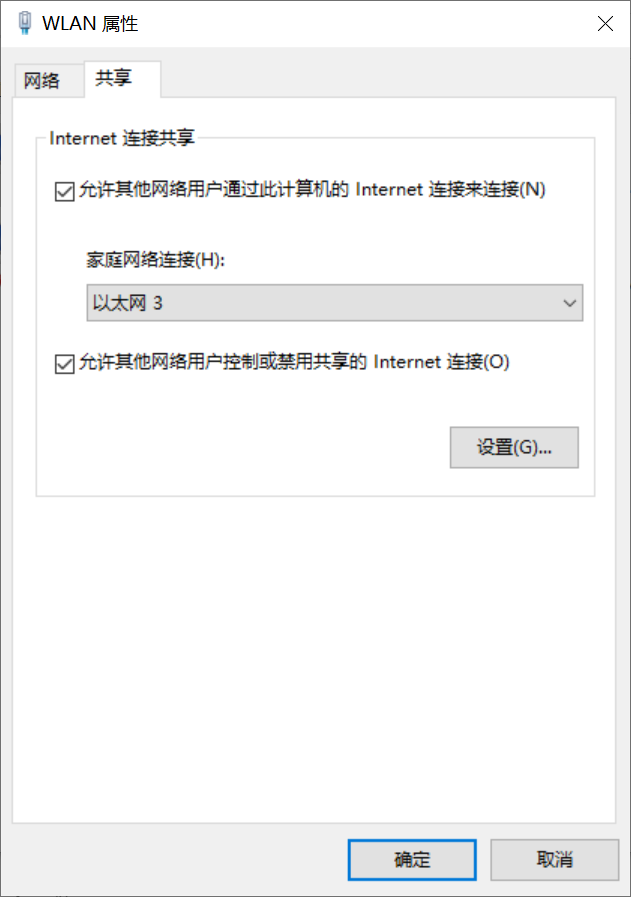 WLAN 属性
网络
共享
Internet 连接共享
允许其他网络用户通过此计算机的 Internet 连接来连接(N)
家庭网络连接(H):
以太网 3
允许其他网络用户控制或禁用共享的 Internet 连接(O)
设置(G)...
确定
取消